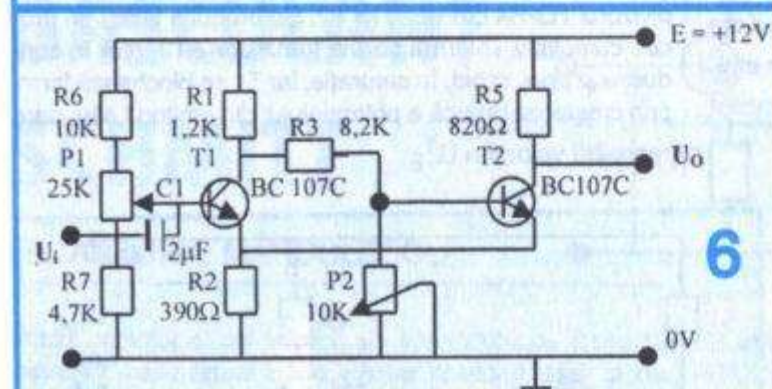 E = +12V
R6
10K
R1
1,2K
R3 8,2K
R5
820Ω
P1
25K
C1
T1
BC 107C
T2
BC107C
U₀
Uᵢ
2μF
R7
4,7K
R2
390Ω
P2
10K
6
0V